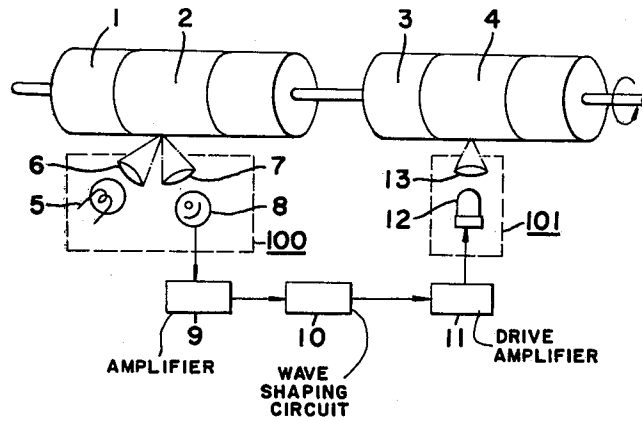 1
2
3
4
6
7
5
8
13
12
100
101
9
10
11
AMPLIFIER
WAVE
SHAPING
CIRCUIT
DRIVE
AMPLIFIER